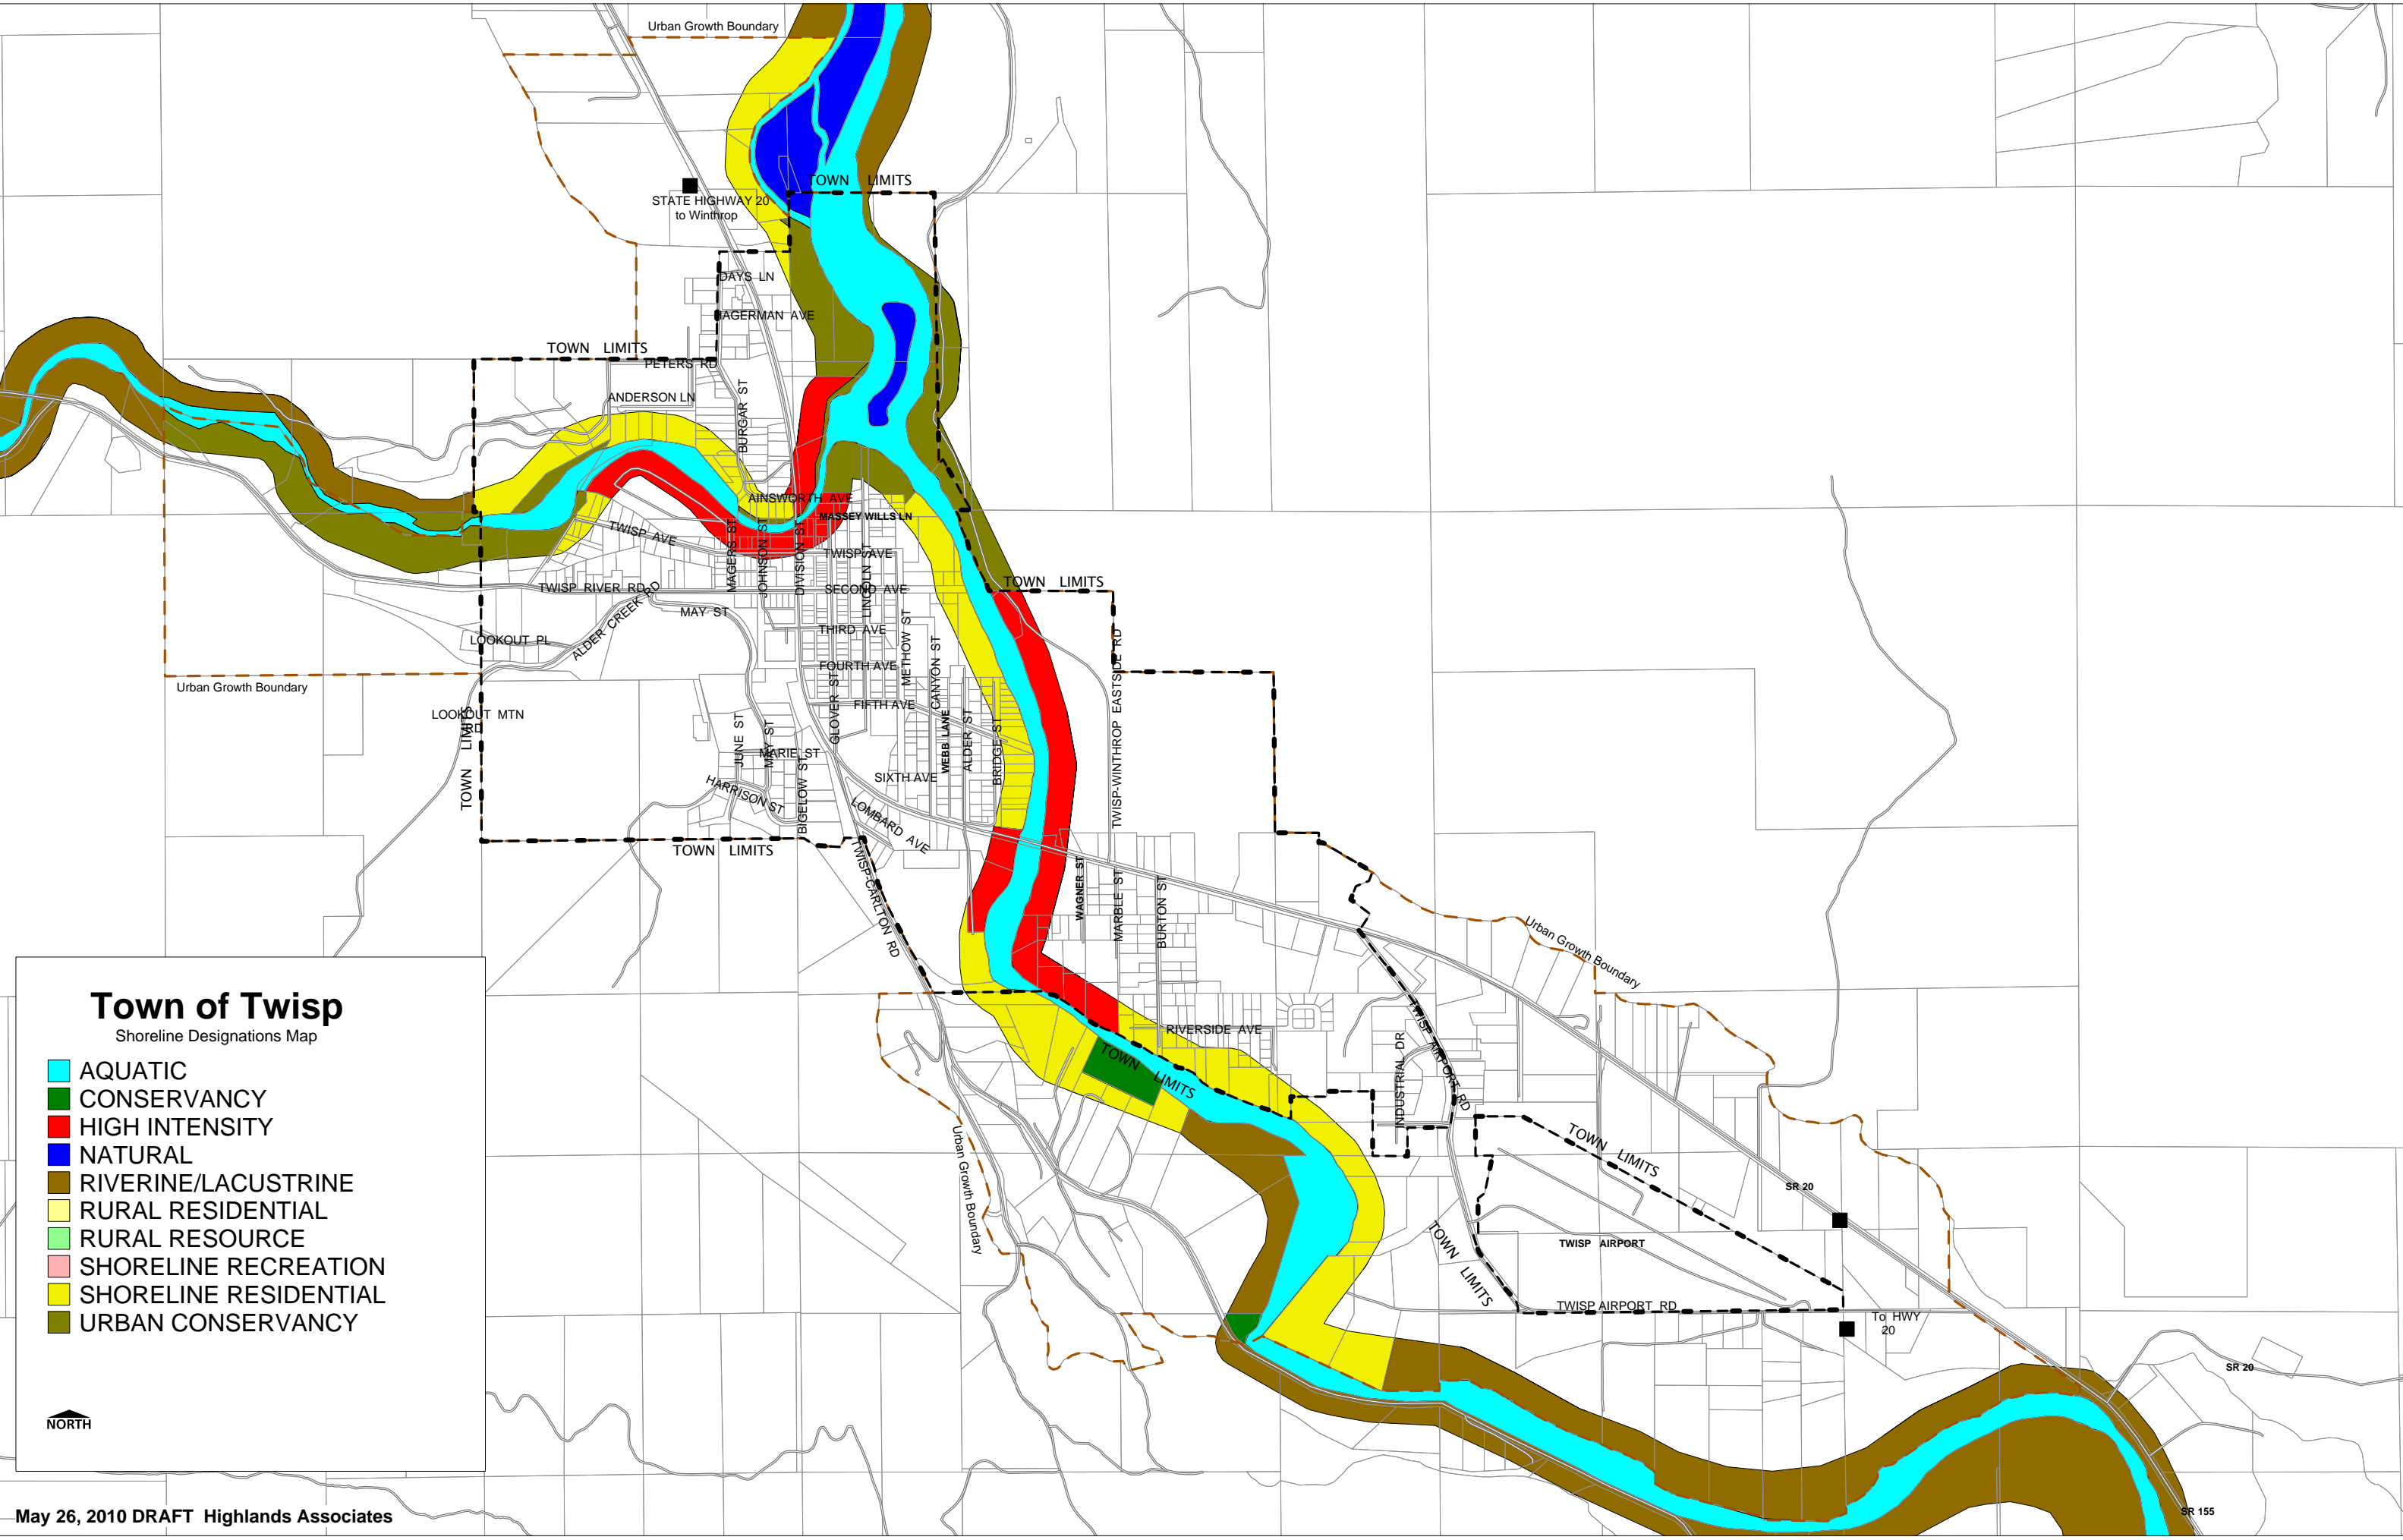 Urban Growth Boundary
TOWN LIMITS
STATE HIGHWAY 20
to Winthrop
DAYS LN
HAGERMAN AVE
TOWN LIMITS
PETERS RD
ANDERSON LN
BURGAR ST
AINSWORTH AVE
MASSEY WILLS LN
TWISP AVE
MAGERS ST
JOHNSON ST
DIVISION ST
TWISP AVE
LINCOLN ST
TWISP RIVER RD
SECOND AVE
TOWN LIMITS
ALDER CREEK RD
MAY ST
THIRD AVE
METHOW ST
CANYON ST
LOOKOUT PL
FOURTH AVE
TWISP-WINTHROP EASTSIDE RD
Urban Growth Boundary
GLOVER ST
FIFTH AVE
LOOKOUT MTN
RD
TOWN LIMITS
JUNE ST
MAY ST
MARIE ST
WEBB LANE
ALDER ST
BRIDGE ST
SIXTH AVE
HARRISON ST
BIGELOW ST
LOMBARD AVE
TOWN LIMITS
TWISP-CARLTON RD
WAGNER ST
MARBLE ST
BURTON ST
Urban Growth Boundary
RIVERSIDE AVE
TOWN LIMITS
INDUSTRIAL DR
TWISP AIRPORT RD
TOWN LIMITS
Urban Growth Boundary
SR 20
TWISP AIRPORT
TOWN LIMITS
TWISP AIRPORT RD
To HWY
20
SR 20
SR 155
Town of Twisp
Shoreline Designations Map
AQUATIC
CONSERVANCY
HIGH INTENSITY
NATURAL
RIVERINE/LACUSTRINE
RURAL RESIDENTIAL
RURAL RESOURCE
SHORELINE RECREATION
SHORELINE RESIDENTIAL
URBAN CONSERVANCY
NORTH
May 26, 2010 DRAFT Highlands Associates